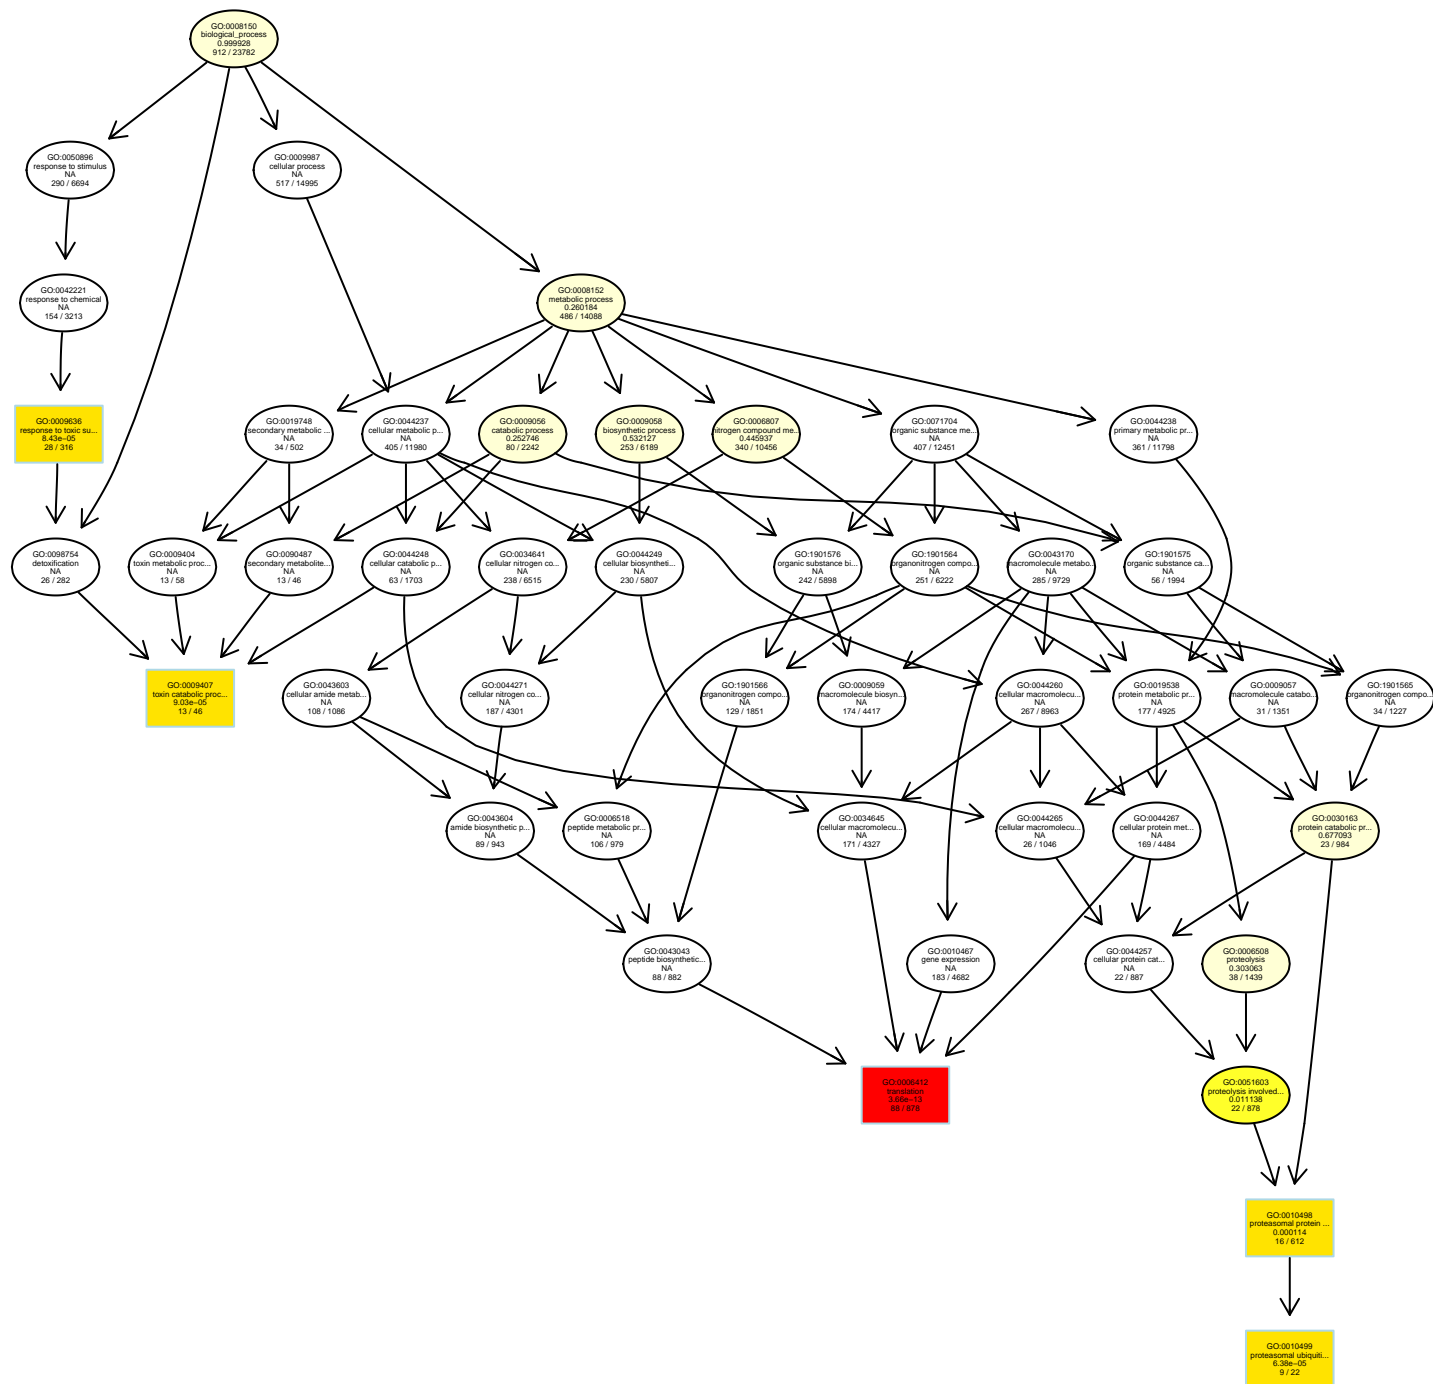 GO:0008150
biological_process
0.999928
912 / 23782
GO:0050896
response to stimulus
NA
290 / 6694
GO:0009987
cellular process
NA
517 / 14995
GO:0042221
response to chemical
NA
154 / 3213
GO:0008152
metabolic process
0.260184
486 / 14088
GO:0009636
response to toxic su...
8.43e−05
28 / 316
GO:0019748
secondary metabolic ...
NA
34 / 502
GO:0044237
cellular metabolic p...
NA
405 / 11980
GO:0009056
catabolic process
0.252746
80 / 2242
GO:0009058
biosynthetic process
0.532127
253 / 6189
GO:0006807
nitrogen compound me...
0.445937
340 / 10456
GO:0071704
organic substance me...
NA
407 / 12451
GO:0044238
primary metabolic pr...
NA
361 / 11798
GO:0098754
detoxification
NA
26 / 282
GO:0009404
toxin metabolic proc...
NA
13 / 58
GO:0090487
secondary metabolite...
NA
13 / 46
GO:0044248
cellular catabolic p...
NA
63 / 1703
GO:0034641
cellular nitrogen co...
NA
238 / 6515
GO:0044249
cellular biosyntheti...
NA
230 / 5807
GO:1901576
organic substance bi...
NA
242 / 5898
GO:1901564
organonitrogen compo...
NA
251 / 6222
GO:0043170
macromolecule metabo...
NA
285 / 9729
GO:1901575
organic substance ca...
NA
56 / 1994
GO:0009407
toxin catabolic proc...
9.03e−05
13 / 46
GO:0043603
cellular amide metab...
NA
108 / 1086
GO:0044271
cellular nitrogen co...
NA
187 / 4301
GO:1901566
organonitrogen compo...
NA
129 / 1851
GO:0009059
macromolecule biosyn...
NA
174 / 4417
GO:0044260
cellular macromolecu...
NA
267 / 8963
GO:0019538
protein metabolic pr...
NA
177 / 4925
GO:0009057
macromolecule catabo...
NA
31 / 1351
GO:1901565
organonitrogen compo...
NA
34 / 1227
GO:0043604
amide biosynthetic p...
NA
89 / 943
GO:0006518
peptide metabolic pr...
NA
106 / 979
GO:0034645
cellular macromolecu...
NA
171 / 4327
GO:0044265
cellular macromolecu...
NA
26 / 1046
GO:0044267
cellular protein met...
NA
169 / 4484
GO:0030163
protein catabolic pr...
0.677093
23 / 984
GO:0043043
peptide biosynthetic...
NA
88 / 882
GO:0010467
gene expression
NA
183 / 4682
GO:0044257
cellular protein cat...
NA
22 / 887
GO:0006508
proteolysis
0.303063
38 / 1439
GO:0006412
translation
3.66e−13
88 / 878
GO:0051603
proteolysis involved...
0.011138
22 / 878
GO:0010498
proteasomal protein ...
0.000114
16 / 612
GO:0010499
proteasomal ubiquiti...
6.38e−05
9 / 22